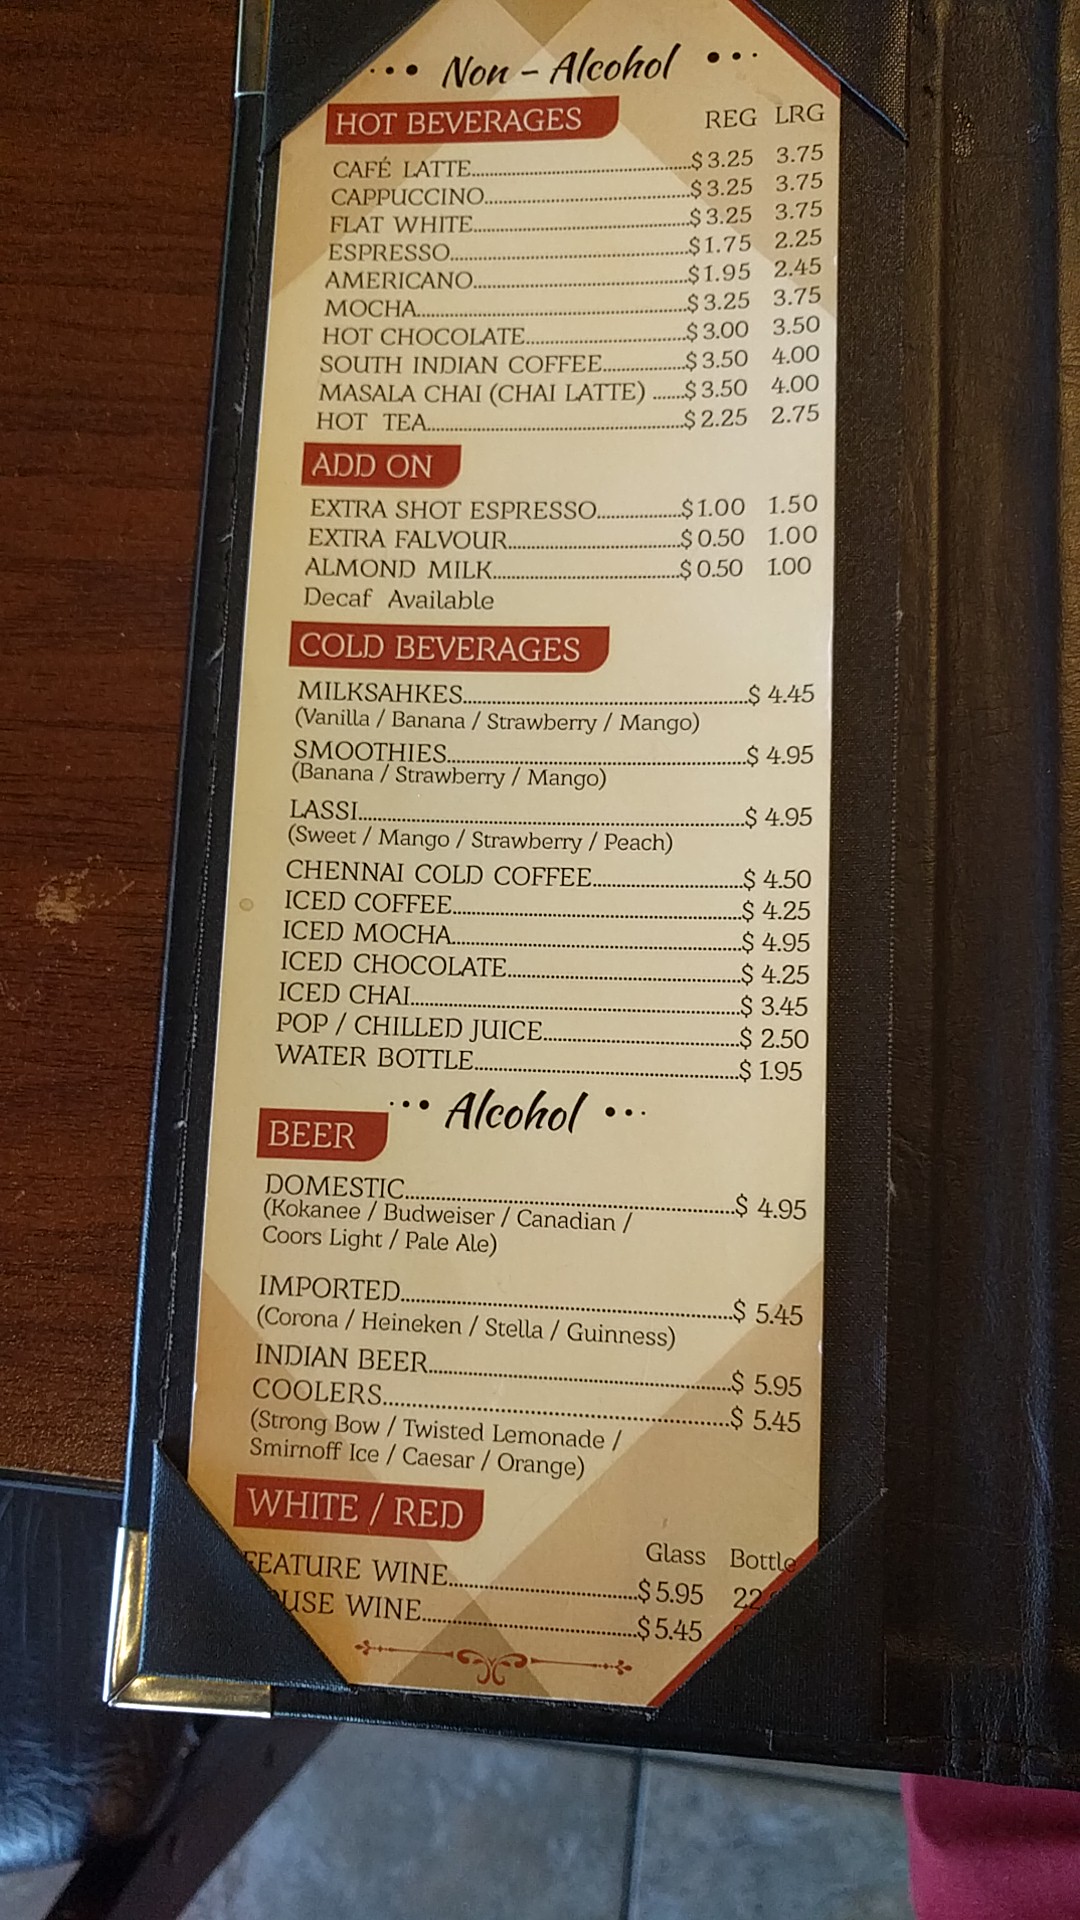 Non - Alcohol
HOT BEVERAGES REG LRG
CAFÉ LATTE $3.25 3.75
CAPPUCCINO $3.25 3.75
FLAT WHITE $3.25 3.75
ESPRESSO $1.75 2.25
AMERICANO $1.95 2.45
MOCHA $3.25 3.75
HOT CHOCOLATE $3.00 3.50
SOUTH INDIAN COFFEE $3.50 4.00
MASALA CHAI (CHAI LATTE) $3.50 4.00
HOT TEA $2.25 2.75
ADD ON
EXTRA SHOT ESPRESSO $1.00 1.50
EXTRA FALVOUR $0.50 1.00
ALMOND MILK $0.50 1.00
Decaf Available
COLD BEVERAGES
MILKSAHKES $ 4.45
(Vanilla / Banana / Strawberry / Mango)
SMOOTHIES $ 4.95
(Banana / Strawberry / Mango)
LASSI $ 4.95
(Sweet / Mango / Strawberry / Peach)
CHENNAI COLD COFFEE $ 4.50
ICED COFFEE $ 4.25
ICED MOCHA $ 4.95
ICED CHOCOLATE $ 4.25
ICED CHAI $ 3.45
POP / CHILLED JUICE $ 2.50
WATER BOTTLE $ 1.95
Alcohol
BEER
DOMESTIC $ 4.95
(Kokanee / Budweiser / Canadian /
Coors Light / Pale Ale)
IMPORTED $ 5.45
(Corona / Heineken / Stella / Guinness)
INDIAN BEER $ 5.95
COOLERS $ 5.45
(Strong Bow / Twisted Lemonade /
Smirnoff Ice / Caesar / Orange)
WHITE / RED
Glass Bottle
FEATURE WINE $5.95
WINE $5.45